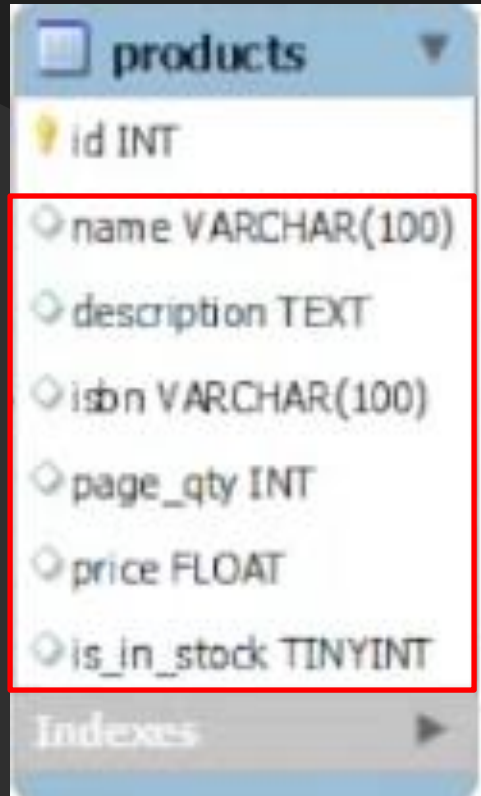 products
id INT
name VARCHAR(100)
description TEXT
isbn VARCHAR(100)
page_qty INT
price FLOAT
is_in_stock TINYINT
Indexes